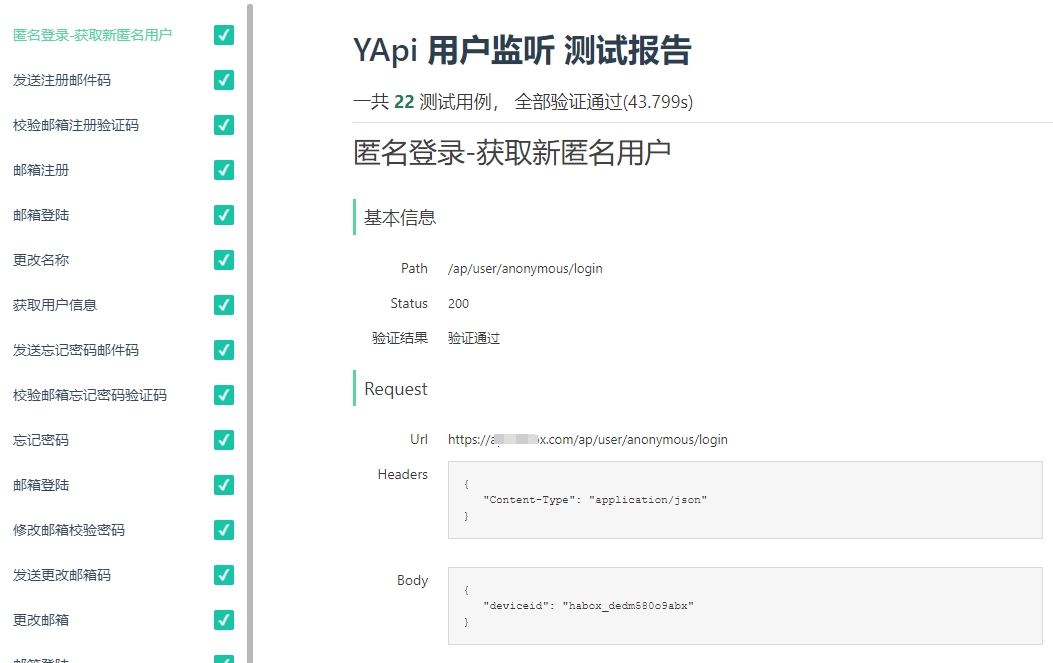 匿名登录-获取新匿名用户
发送注册邮件码
校验邮箱注册验证码
邮箱注册
邮箱登陆
更改名称
获取用户信息
发送忘记密码邮件码
校验邮箱忘记密码验证码
忘记密码
邮箱登陆
修改邮箱校验密码
发送更改邮箱码
更改邮箱
邮箱登陆
YApi 用户监听 测试报告
一共 22 测试用例， 全部验证通过(43.799s)
匿名登录-获取新匿名用户
基本信息
Path /ap/user/anonymous/login
Status 200
验证结果 验证通过
Request
Url https://a x.com/ap/user/anonymous/login
Headers
{
"Content-Type": "application/json"
}
Body
{
"deviceid": "habox_dedm580o9abx"
}